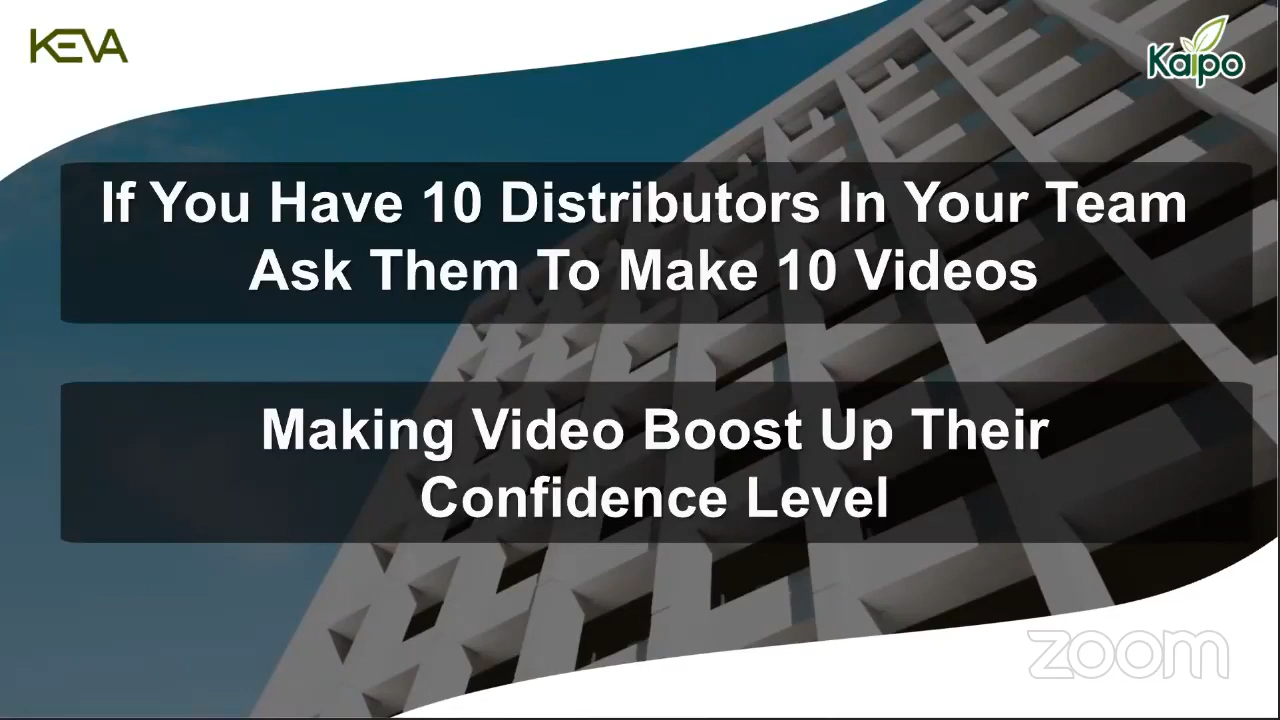 KEVA
Kaipo
If You Have 10 Distributors In Your Team
Ask Them To Make 10 Videos
Making Video Boost Up Their
Confidence Level
zoom